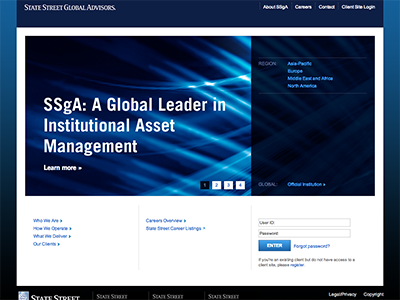 STATE STREET GLOBAL ADVISORS.
About SSgA Careers Contact Client Site Login
SSgA: A Global Leader in
Institutional Asset
Management
Learn more »
1 2 3 4
REGION: Asia-Pacific
Europe
Middle East and Africa
North America
GLOBAL: Official Institution »
Who We Are
How We Operate
What We Deliver
Our Clients
Careers Overview
State Street Career Listings
User ID
Password
ENTER Forgot password?
If you're an existing client but do not have access to a
client site, please register
STATE STREET STATE STREET STATE STREET STATE STREET Legal/Privacy Copyright